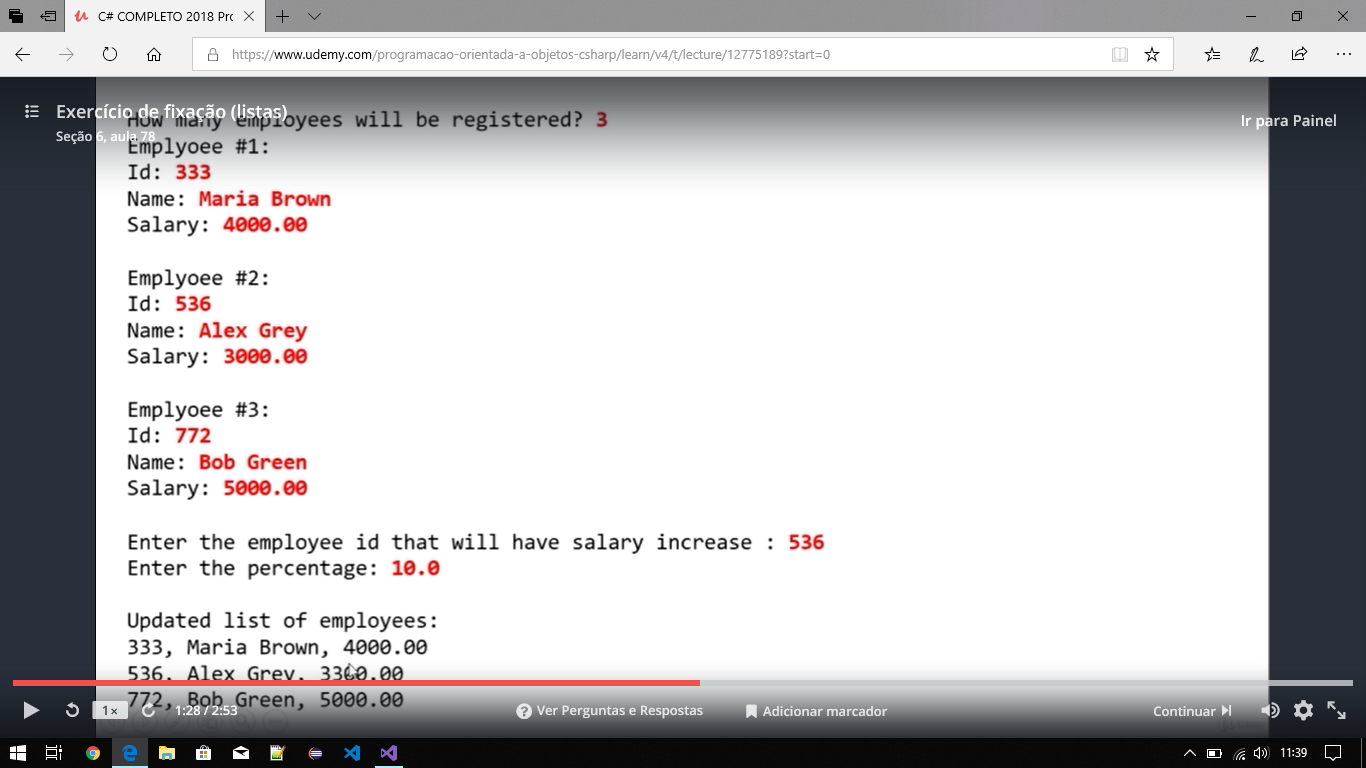 C# COMPLETO 2018 Pro
https://www.udemy.com/programacao-orientada-a-objetos-csharp/learn/v4/t/lecture/12775189?start=0
Exercício de fixação (listas)
Seção 6, aula 78
Ir para Painel
How many employees will be registered? 3
Emplyoee #1:
Id: 333
Name: Maria Brown
Salary: 4000.00
Emplyoee #2:
Id: 536
Name: Alex Grey
Salary: 3000.00
Emplyoee #3:
Id: 772
Name: Bob Green
Salary: 5000.00
Enter the employee id that will have salary increase : 536
Enter the percentage: 10.0
Updated list of employees:
333, Maria Brown, 4000.00
536, Alex Grey, 3300.00
772, Bob Green, 5000.00
1x
1:28 / 2:53
Ver Perguntas e Respostas
Adicionar marcador
Continuar
11:39